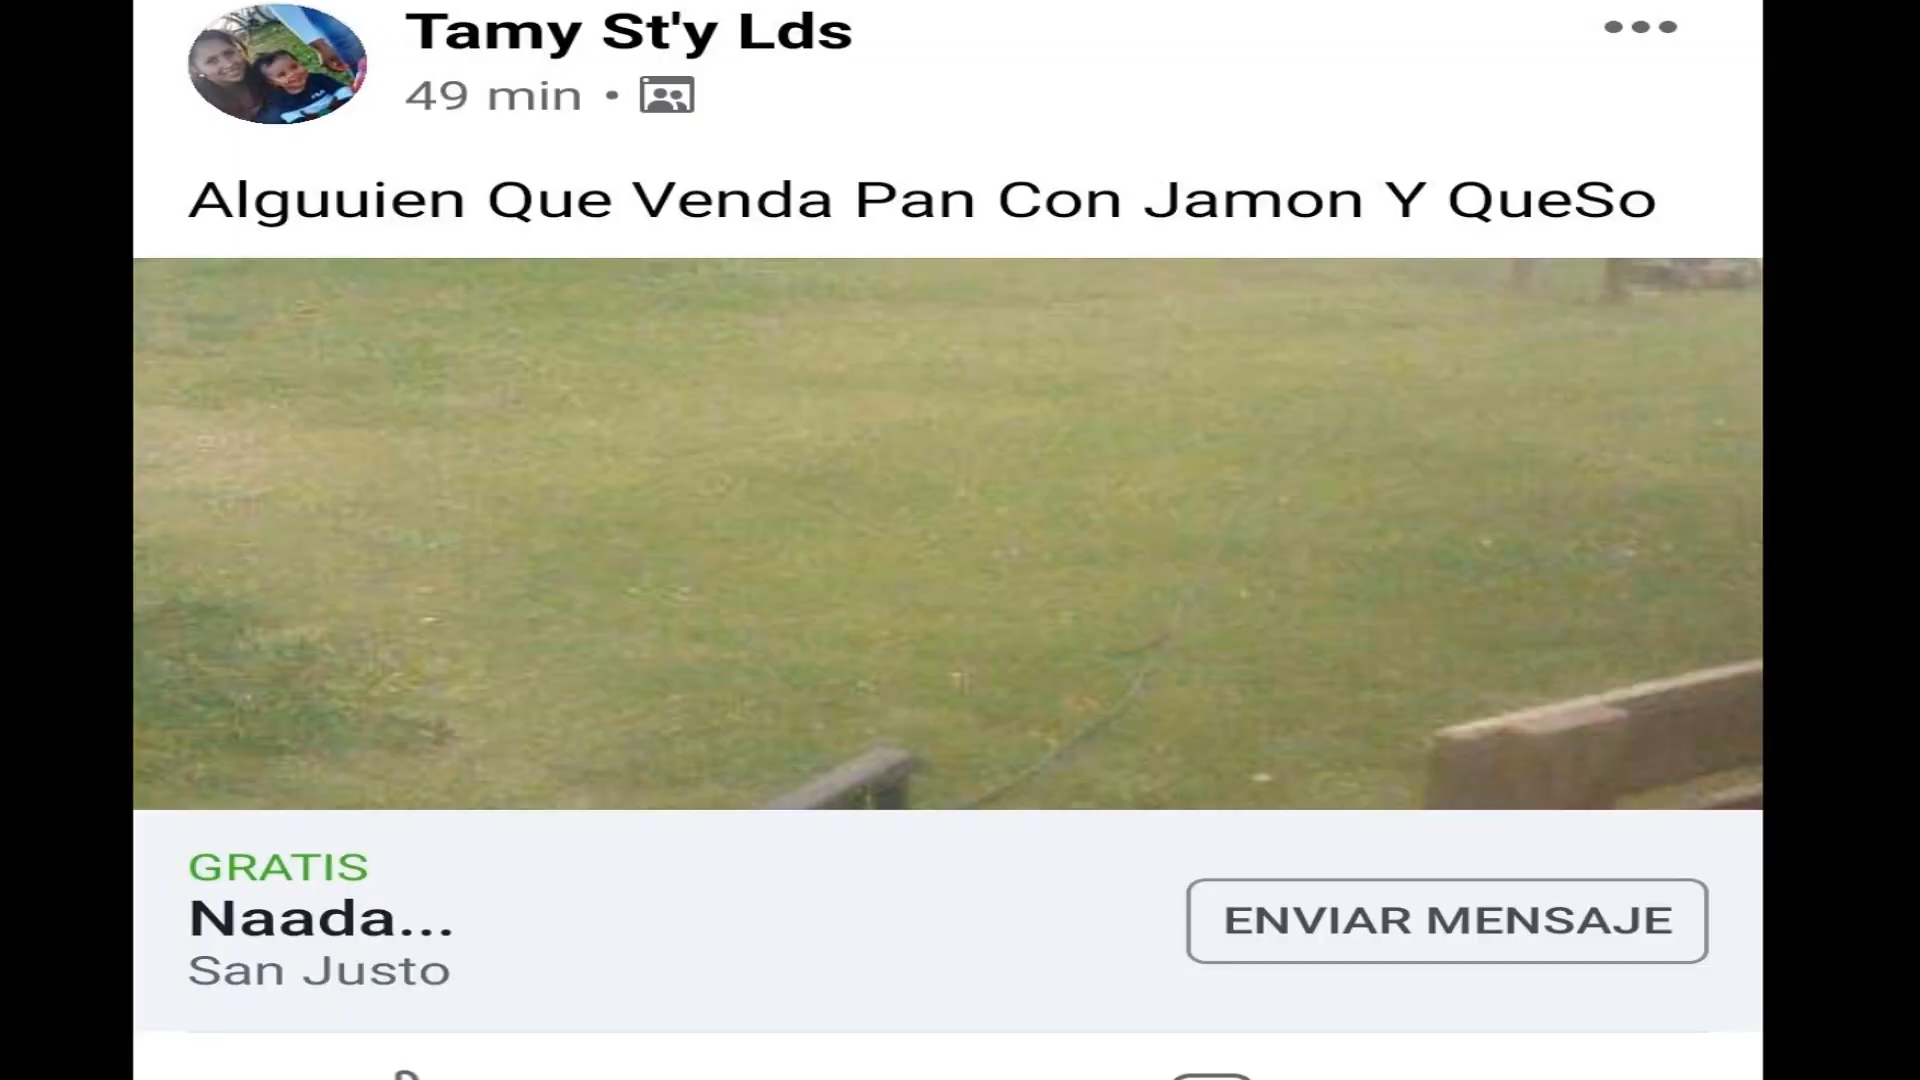 Tamy St'y Lds
49 min •
Alguuien Que Venda Pan Con Jamon Y QueSo
GRATIS
Naada...
San Justo
ENVIAR MENSAJE